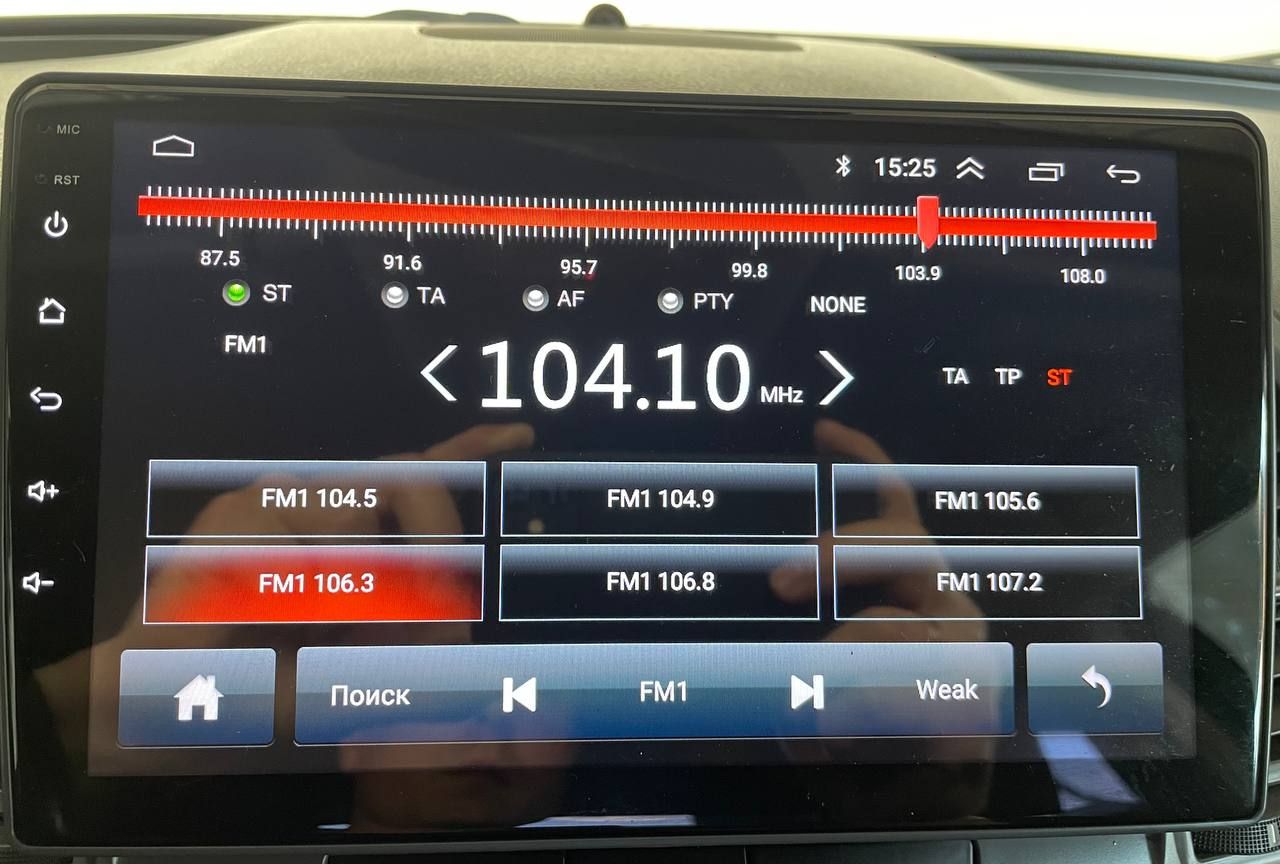 MIC
RST
15:25
87.5 91.6 95.7 99.8 103.9 108.0
ST TA AF PTY NONE
FM1
104.10 MHz
TA TP ST
FM1 104.5 FM1 104.9 FM1 105.6
FM1 106.3 FM1 106.8 FM1 107.2
Поиск FM1 Weak